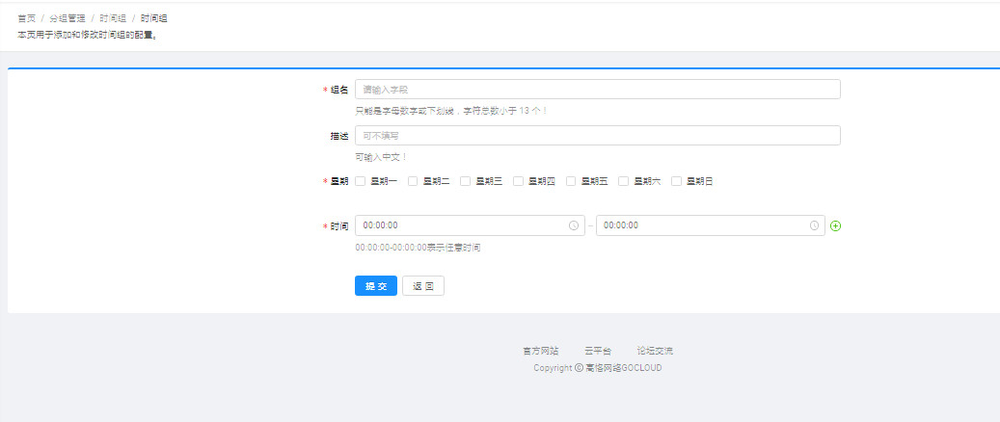 首页 / 分组管理 / 时间组 / 时间组
本页用于添加和修改时间组的配置。
* 组名 请输入字段
只能是字母数字或下划线，字符总数小于 13 个！
描述 可不填写
可输入中文！
* 星期 星期一 星期二 星期三 星期四 星期五 星期六 星期日
* 时间 00:00:00 ~ 00:00:00
00:00:00-00:00:00表示任意时间
提 交 返 回
官方网站 云平台 论坛交流
Copyright © 高恪网络GOCLOUD